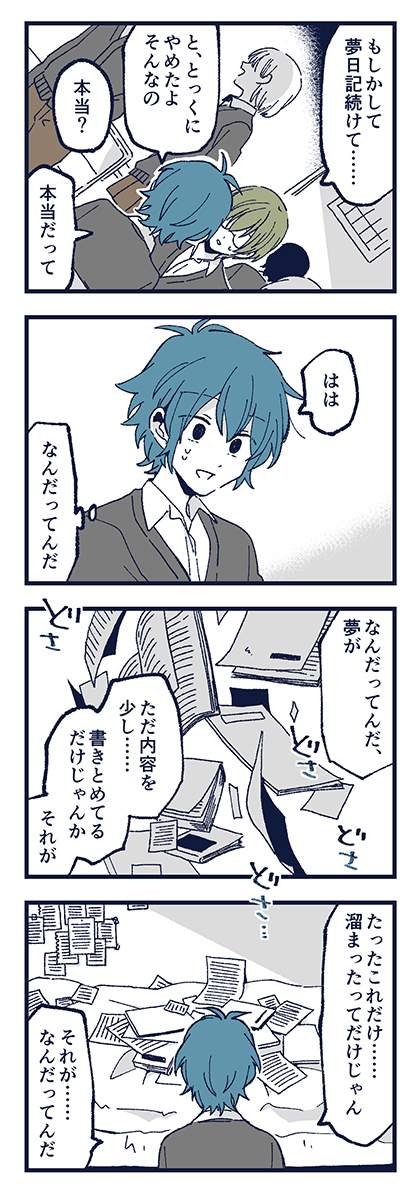 もしかして
夢日記続けて……
と、とっくに
やめたよ
そんなの
本当?
本当だって
はは
なんだってんだ
なんだってんだ、
夢が
どさ
ただ内容を
少し……
書きとめてる
だけじゃんか
それが
どさ
どさ
どさ…
たったこれだけ……
溜まったってだけじゃん
それが……
なんだってんだ